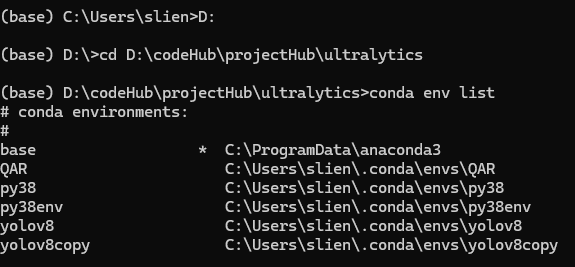 (base) C:\Users\slien>D:
(base) D:\>cd D:\codeHub\projectHub\ultralytics
(base) D:\codeHub\projectHub\ultralytics>conda env list
# conda environments:
#
base                  *  C:\ProgramData\anaconda3
QAR                      C:\Users\slien\.conda\envs\QAR
py38                     C:\Users\slien\.conda\envs\py38
py38env                  C:\Users\slien\.conda\envs\py38env
yolov8                   C:\Users\slien\.conda\envs\yolov8
yolov8copy               C:\Users\slien\.conda\envs\yolov8copy